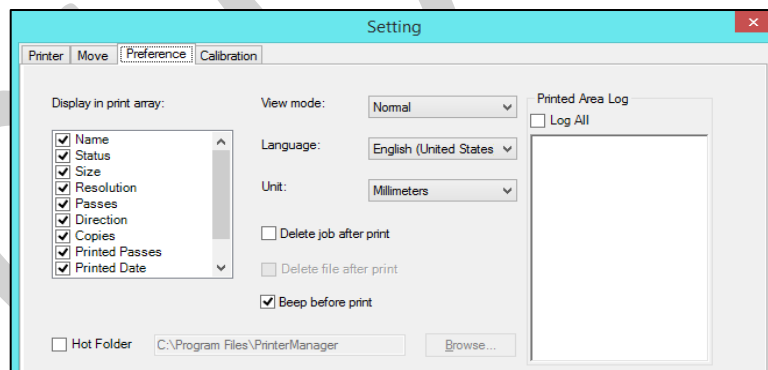 Setting
Printer Move Preference Calibration
Display in print array:
Name
Status
Size
Resolution
Passes
Direction
Copies
Printed Passes
Printed Date
View mode: Normal
Language: English (United States
Unit: Millimeters
Delete job after print
Delete file after print
Beep before print
Printed Area Log
Log All
Hot Folder C:\Program Files\PrinterManager Browse...